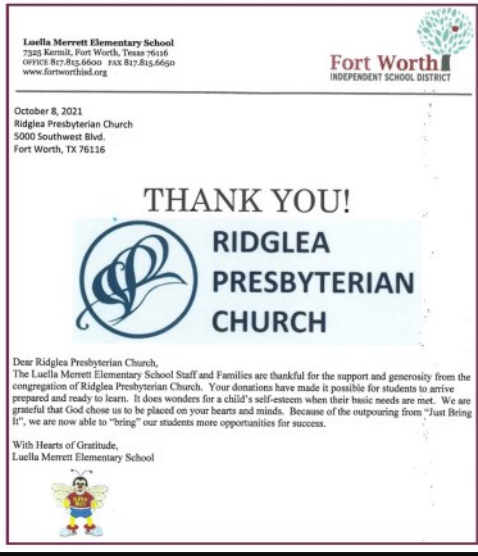 Luella Merrett Elementary School
7325 Kermit, Fort Worth, Texas 76116
OFFICE 817.815.6600 FAX 817.815.6650
www.fortworthisd.org
Fort Worth
INDEPENDENT SCHOOL DISTRICT
October 8, 2021
Ridglea Presbyterian Church
5000 Southwest Blvd.
Fort Worth, TX 76116
THANK YOU!
RIDGLEA
PRESBYTERIAN
CHURCH
Dear Ridglea Presbyterian Church,
The Luella Merrett Elementary School Staff and Families are thankful for the support and generosity from the
congregation of Ridglea Presbyterian Church. Your donations have made it possible for students to arrive
prepared and ready to learn. It does wonders for a child's self-esteem when their basic needs are met. We are
grateful that God chose us to be placed on your hearts and minds. Because of the outpouring from "Just Bring
It", we are now able to "bring" our students more opportunities for success.
With Hearts of Gratitude,
Luella Merrett Elementary School